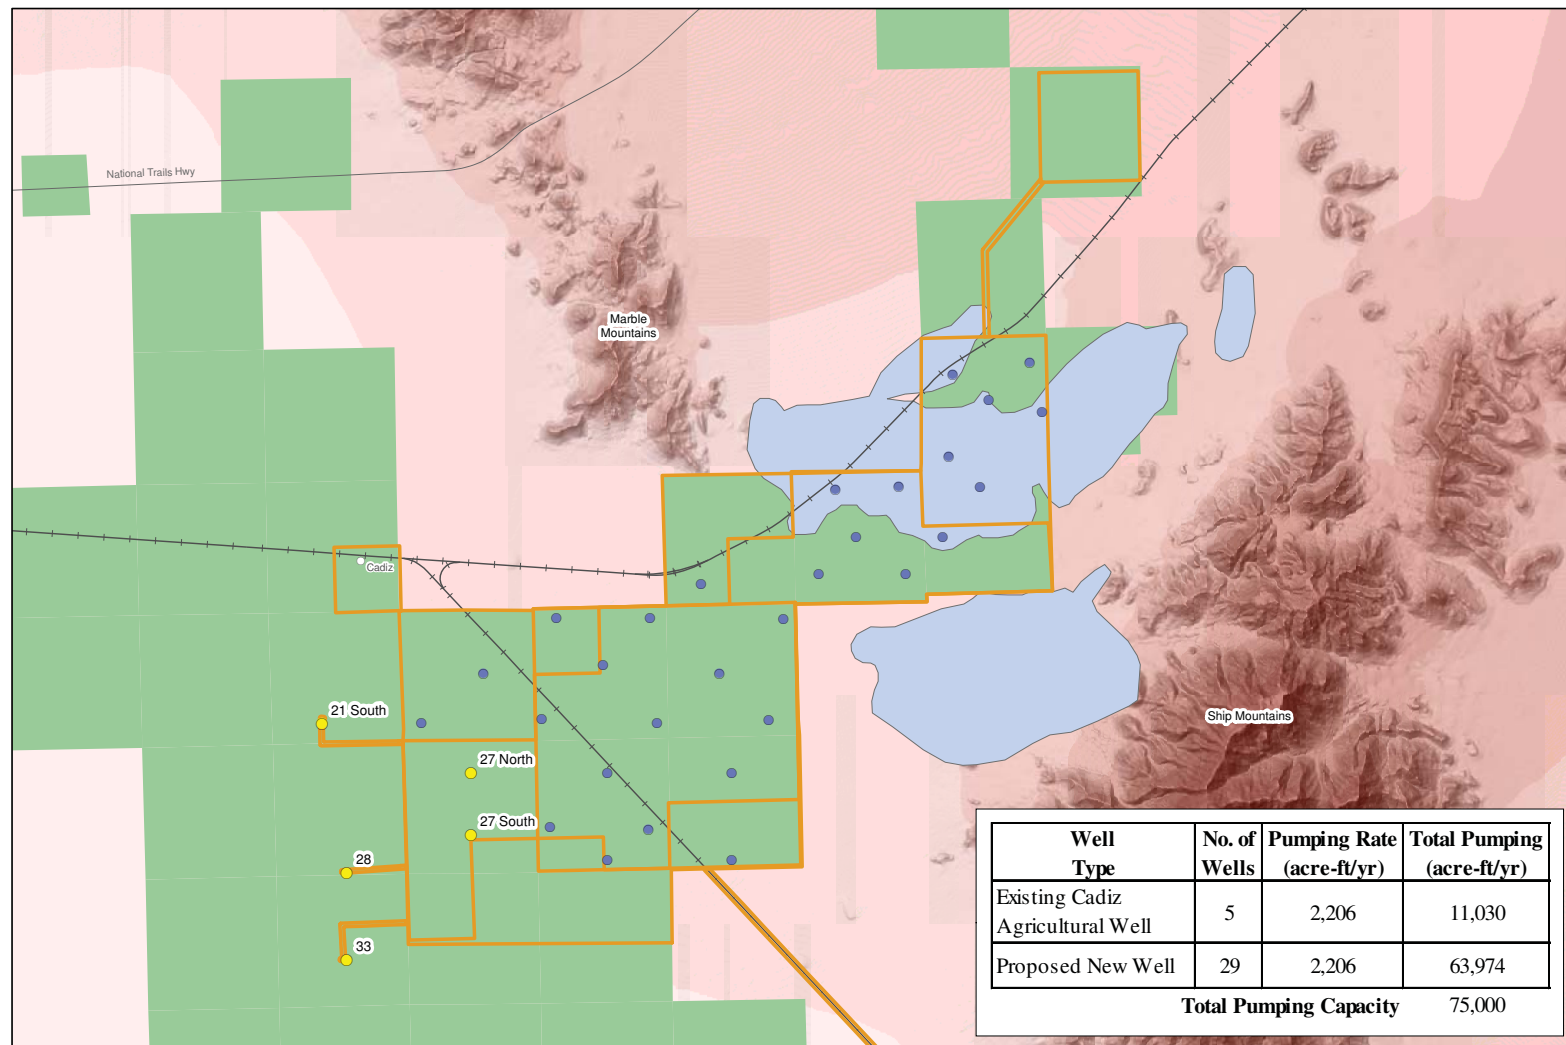 National Trails Hwy
Marble
Mountains
Cadiz
21 South
27 North
Ship Mountains
27 South
28
33
Well Type No. of Wells Pumping Rate (acre-ft/yr) Total Pumping (acre-ft/yr)
Existing Cadiz Agricultural Well 5 2,206 11,030
Proposed New Well 29 2,206 63,974
Total Pumping Capacity 75,000